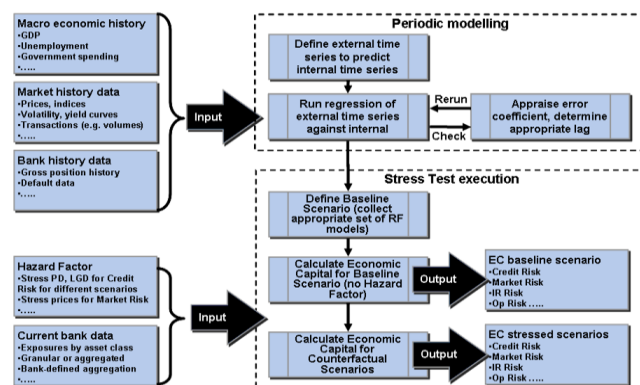 Macro economic history
•GDP
•Unemployment
•Government spending
•.....
Market history data
•Prices, indices
•Volatility, yield curves
•Transactions (e.g. volumes)
•.....
Bank history data
•Gross position history
•Default data
•.....
Input
Periodic modelling
Define external time
series to predict
internal time series
Run regression of
external time series
against internal
Rerun
Check
Appraise error
coefficient, determine
appropriate lag
Stress Test execution
Define Baseline
Scenario (collect
appropriate set of RF
models)
Hazard Factor
•Stress PD, LGD for Credit
Risk for different scenarios
•Stress prices for Market Risk
•.....
Current bank data
•Exposures by asset class
•Granular or aggregated
•Bank-defined aggregation
•.....
Input
Calculate Economic
Capital for Baseline
Scenario (no Hazard
Factor)
Output
EC baseline scenario
•Credit Risk
•Market Risk
•IR Risk
•Op Risk .....
Calculate Economic
Capital for
Counterfactual
Scenarios
Output
EC stressed scenarios
•Credit Risk
•Market Risk
•IR Risk
•Op Risk .....